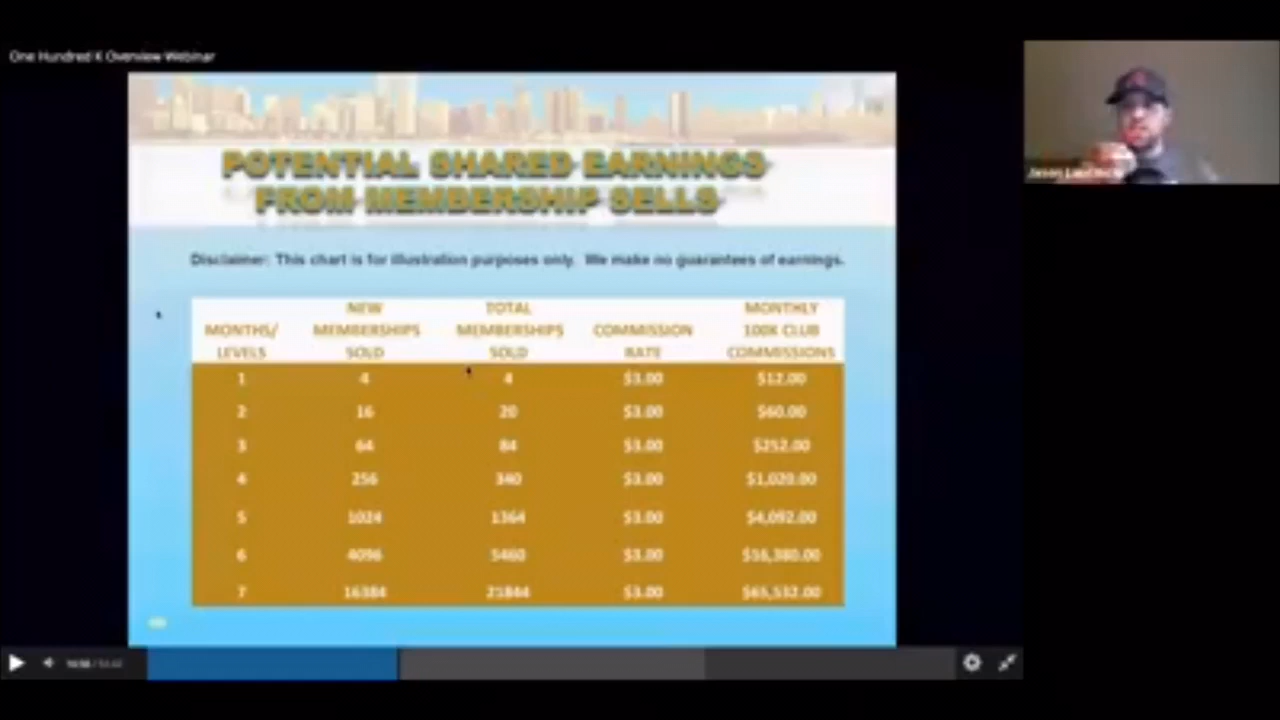 One Hundred K Overview Webinar
POTENTIAL SHARED EARNINGS
FROM MEMBERSHIP SELLS
Disclaimer: This chart is for illustration purposes only. We make no guarantees of earnings.
MONTHS/ LEVELS NEW MEMBERSHIPS SOLD TOTAL MEMBERSHIPS SOLD COMMISSION RATE MONTHLY 100K CLUB COMMISSIONS
1 4 4 $3.00 $12.00
2 16 20 $3.00 $60.00
3 64 84 $3.00 $252.00
4 256 340 $3.00 $1,020.00
5 1024 1364 $3.00 $4,092.00
6 4096 5460 $3.00 $16,380.00
7 16384 21844 $3.00 $65,532.00
Jason